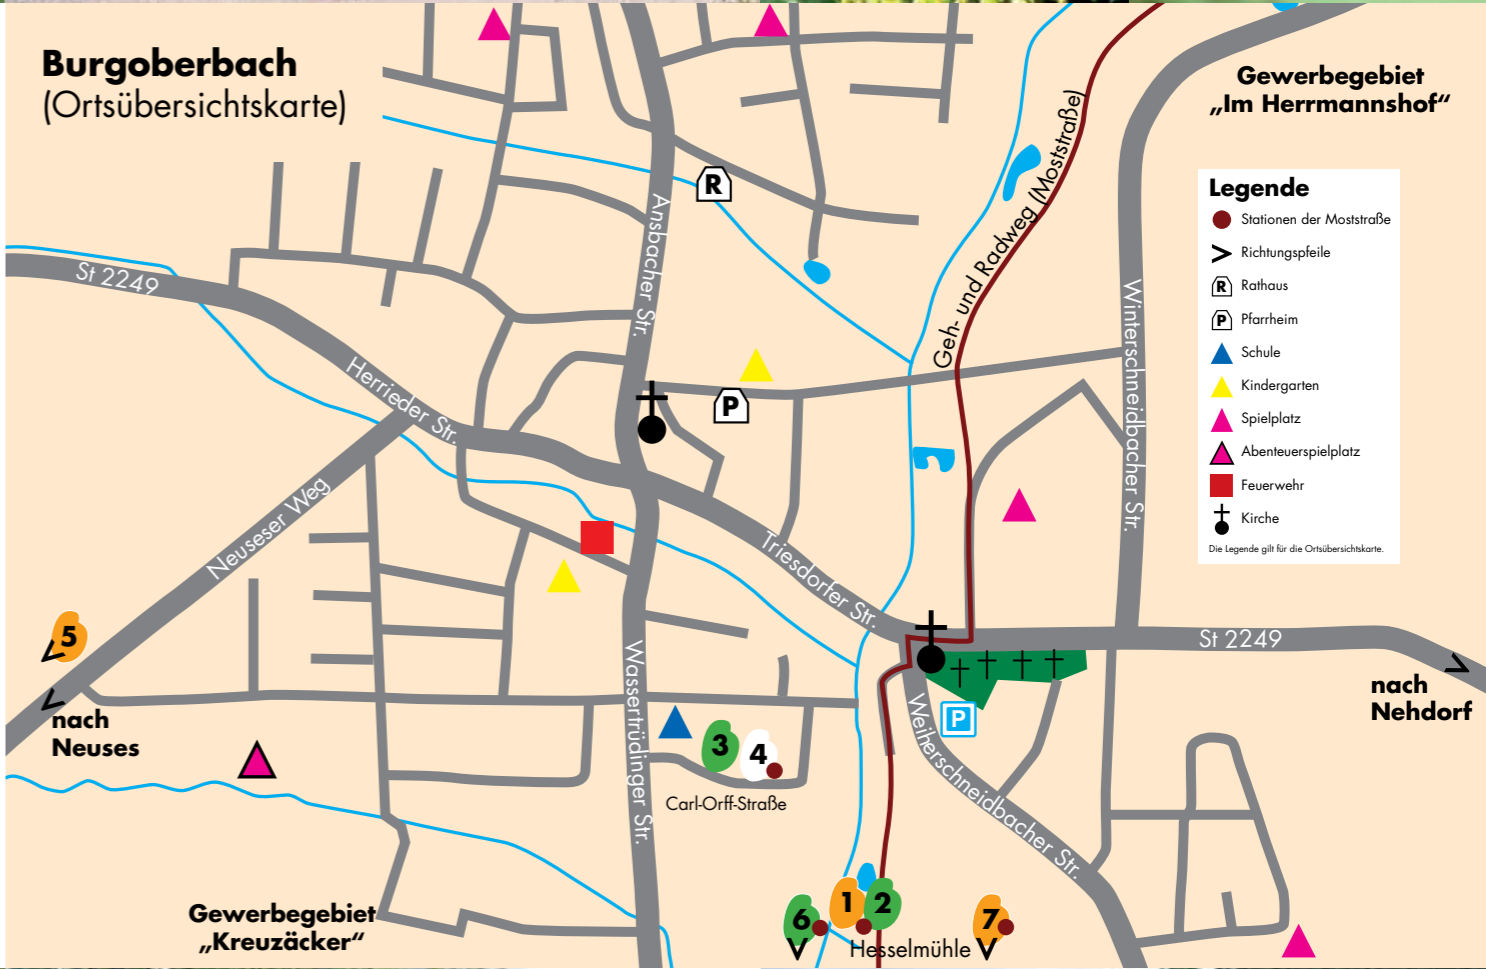 Burgoberbach
(Ortsübersichtskarte)
Gewerbegebiet
„Im Herrmannshof“
Legende
Stationen der Moststraße
Richtungspfeile
R Rathaus
P Pfarrheim
Schule
Kindergarten
Spielplatz
Abenteuerspielplatz
Feuerwehr
Kirche
Die Legende gilt für die Ortsübersichtskarte.
R
Ansbacher Str.
Geh- und Radweg (Moststraße)
St 2249
Herrieder Str.
P
Winterschneidbacher Str.
Neuseser Weg
Triesdorfer Str.
5
St 2249
nach
Neuses
nach
Nehdorf
Wassertrüdinger Str.
P
3
4
Weiherschneidbacher Str.
Carl-Orff-Straße
Gewerbegebiet
„Kreuzäcker“
6
1
2
7
Hesselmühle